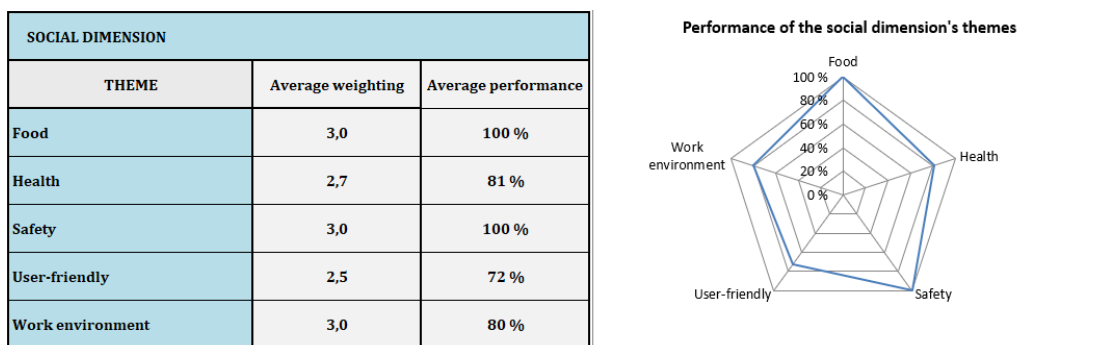 SOCIAL DIMENSION
THEME Average weighting Average performance
Food 3,0 100 %
Health 2,7 81 %
Safety 3,0 100 %
User-friendly 2,5 72 %
Work environment 3,0 80 %
Performance of the social dimension's themes
Food
100 %
80 %
60 %
40 %
20 %
0 %
Health
Safety
User-friendly
Work
environment